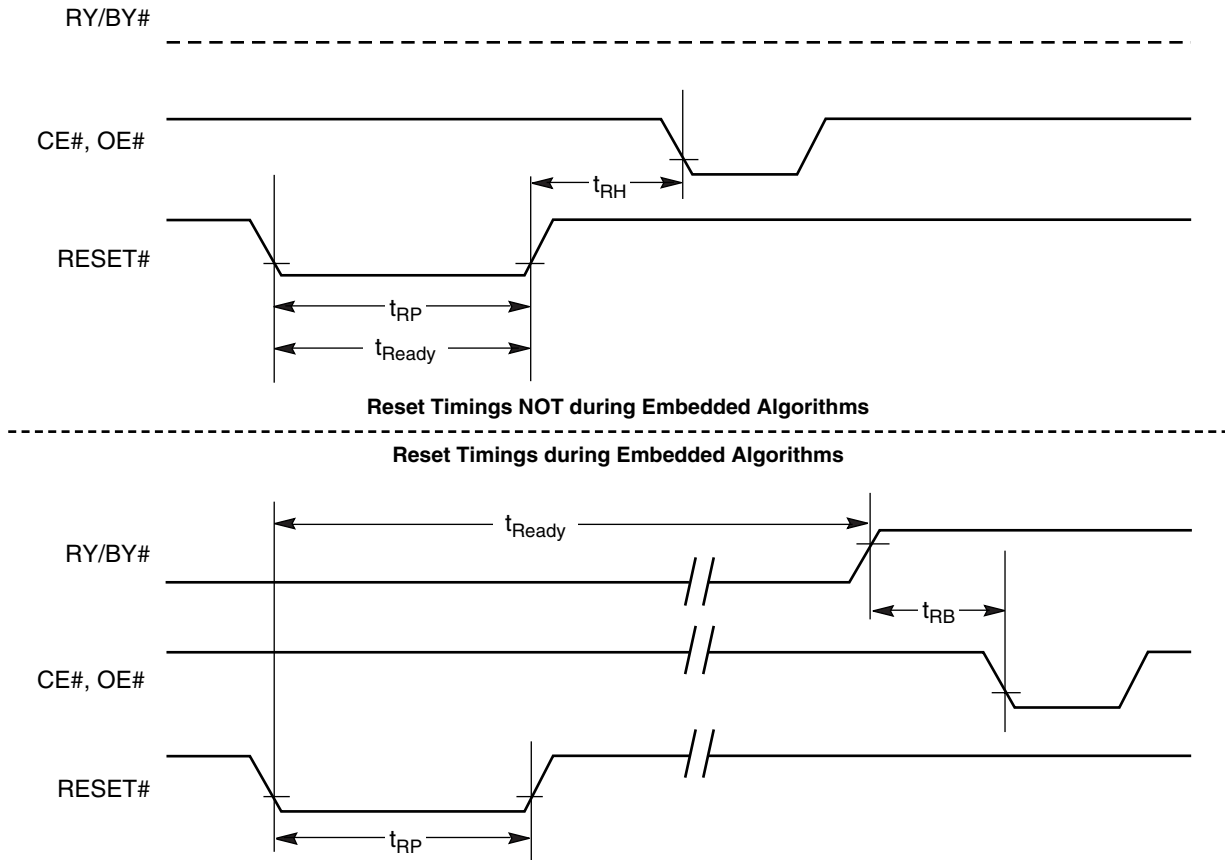 RY/BY#
CE#, OE#
tRH
RESET#
tRP
tReady
Reset Timings NOT during Embedded Algorithms
Reset Timings during Embedded Algorithms
tReady
RY/BY#
tRB
CE#, OE#
RESET#
tRP